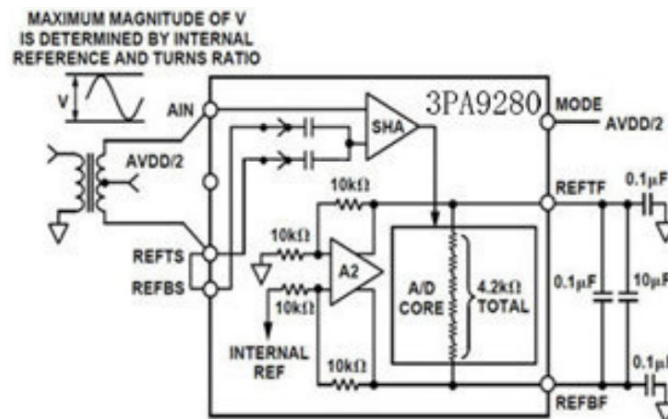 MAXIMUM MAGNITUDE OF V
IS DETERMINED BY INTERNAL
REFERENCE AND TURNS RATIO
V
AIN
3PA9280
MODE
AVDD/2
SHA
AVDD/2
10kΩ
REFTF
0.1µF
REFTS
10kΩ
A2
A/D
CORE
4.2kΩ
TOTAL
0.1µF
10µF
REFBS
10kΩ
INTERNAL
REF
10kΩ
0.1µF
REFBF